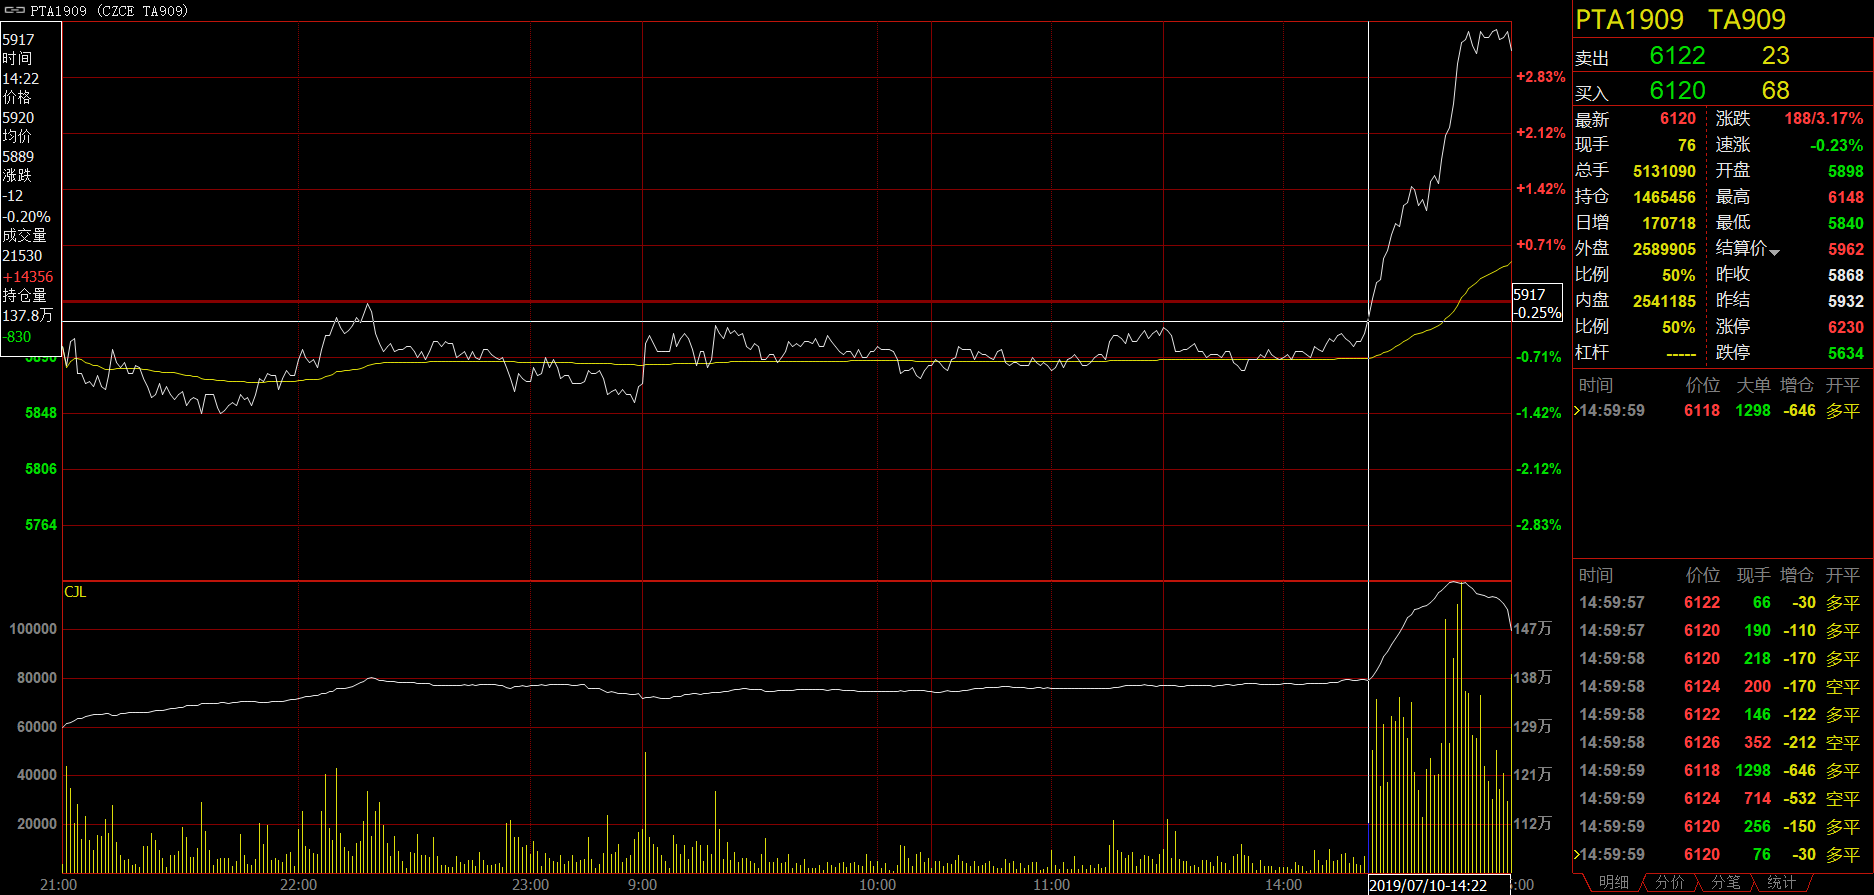 PTA1909 (CZCE TA909)
5917
时间
14:22
价格
5920
均价
5889
涨跌
-12
-0.20%
成交量
21530
+14356
持仓量
137.8万
-830
5890
5848
5806
5764
+2.83%
+2.12%
+1.42%
+0.71%
5917
-0.25%
-0.71%
-1.42%
-2.12%
-2.83%
CJL
100000
80000
60000
40000
20000
147万
138万
129万
121万
112万
21:00 22:00 23:00 9:00 10:00 11:00 14:00 2019/07/10-14:22 :00
PTA1909 TA909
卖出 6122 23
买入 6120 68
最新 6120 涨跌 188/3.17%
现手 76 速涨 -0.23%
总手 5131090 开盘 5898
持仓 1465456 最高 6148
日增 170718 最低 5840
外盘 2589905 结算价 5962
比例 50% 昨收 5868
内盘 2541185 昨结 5932
比例 50% 涨停 6230
杠杆 ----- 跌停 5634
时间 价位 大单 增仓 开平
14:59:59 6118 1298 -646 多平
时间 价位 现手 增仓 开平
14:59:57 6122 66 -30 多平
14:59:57 6120 190 -110 多平
14:59:58 6120 218 -170 多平
14:59:58 6124 200 -170 空平
14:59:58 6122 146 -122 多平
14:59:58 6126 352 -212 空平
14:59:59 6118 1298 -646 多平
14:59:59 6124 714 -532 空平
14:59:59 6120 256 -150 多平
14:59:59 6120 76 -30 多平
明细 分价 分笔 统计